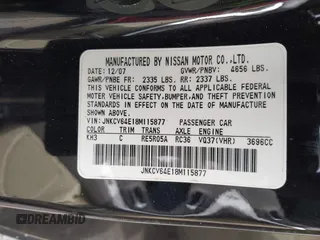 MANUFACTURED BY NISSAN MOTOR CO.,LTD.
DATE: 12/07 GVWR/PNBV: 4656 LBS.
GAWR/PNBE FR: 2335 LBS. RR: 2337 LBS.
THIS VEHICLE CONFORMS TO ALL APPLICABLE
FEDERAL MOTOR VEHICLE
SAFETY,BUMPER,AND THEFT PREVENTION
STANDARDS IN EFFECT ON THE DATE OF
MANUFACTURE SHOWN ABOVE.
VIN: JNKCV64E18M115877 PASSENGER CAR
COLOR TRIM TRANS AXLE ENGINE
KH3 C RE5R05A RC36 VQ37(VHR) 3696CC
JNKCV64E18M115877
DREAMBID